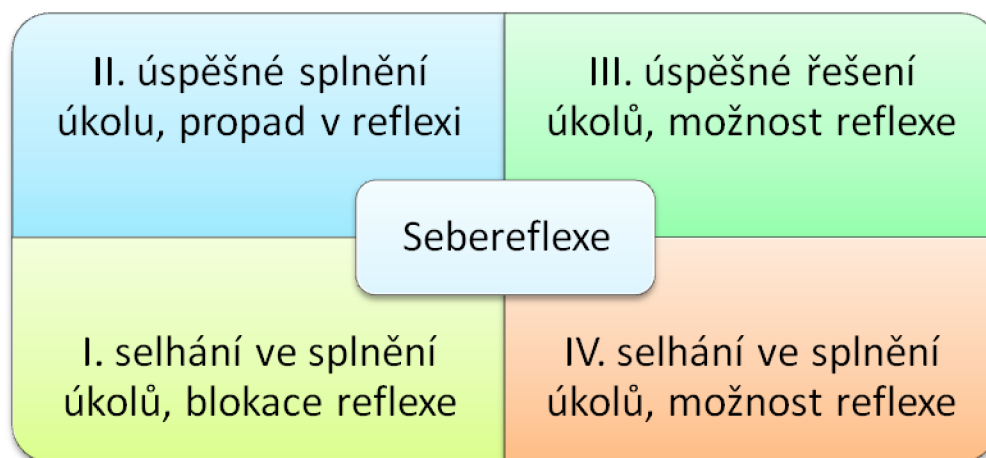 II. úspěšné splnění
úkolu, propad v reflexi
III. úspěšné řešení
úkolů, možnost reflexe
Sebereflexe
I. selhání ve splnění
úkolů, blokace reflexe
IV. selhání ve splnění
úkolů, možnost reflexe